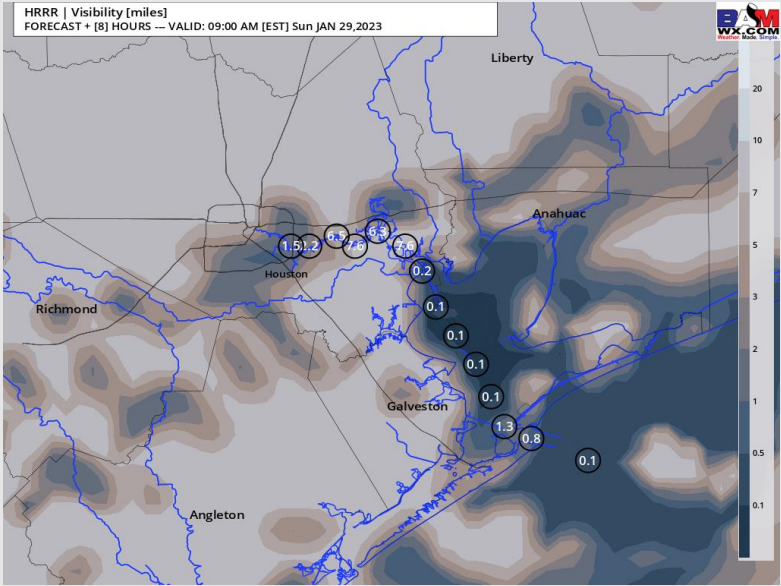 HRRR | Visibility [miles]
FORECAST + [8] HOURS --- VALID: 09:00 AM [EST] Sun JAN 29,2023
BAM
WX.COM
Weather. Made. Simple.
Liberty
20
10
7
Anahuac
6.5
6.3
1.5
2.2
7.6
7.6
5
Houston
0.2
Richmond
0.1
3
0.1
2
0.1
0.1
1
Galveston
1.3
0.8
0.5
0.1
0.1
Angleton